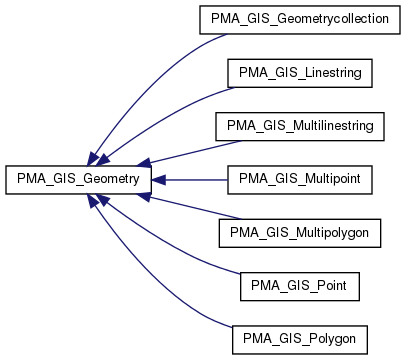 PMA_GIS_Geometrycollection
PMA_GIS_Linestring
PMA_GIS_Multilinestring
PMA_GIS_Geometry
PMA_GIS_Multipoint
PMA_GIS_Multipolygon
PMA_GIS_Point
PMA_GIS_Polygon